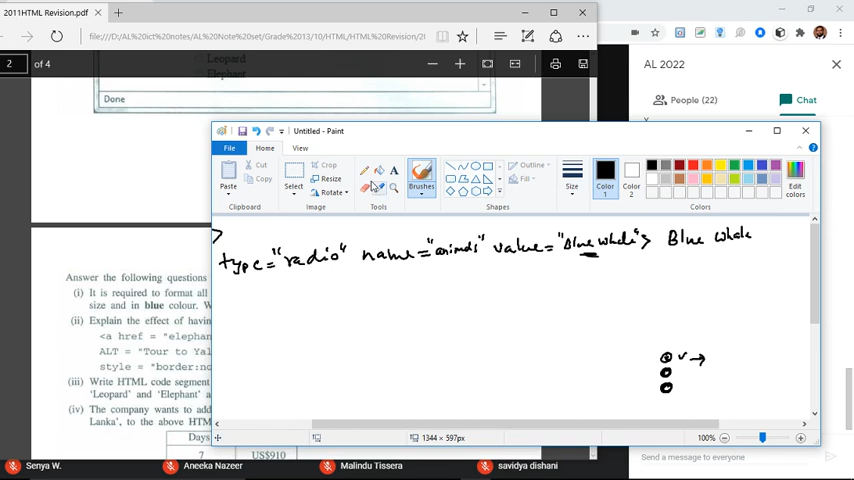 2011HTML Revision.pdf
file:///D:/AL%20ict%20notes/AL%20Note%20set/Grade%2013/10/HTML/HTML%20Revision/2
2 of 4
AL 2022
People (22)
Chat
Leopard
Elephant
Done
Untitled - Paint
File Home View
Paste
Cut
Copy
Clipboard
Select
Crop
Resize
Rotate
Image
Tools
Brushes
Shapes
Outline
Fill
Size
Color 1
Color 2
Edit colors
Colors
>
type="radio" name="animals" value="Blue whale"> Blue whale
Answer the following questions
(i) It is required to format all
size and in blue colour. W
(ii) Explain the effect of havin
<a href = "elephan
ALT = "Tour to Yal
style = "border:no
(iii) Write HTML code segment
'Leopard' and 'Elephant' a
(iv) The company wants to add
Lanka', to the above HTM
Days
7 US$910
1344 × 597px
100%
Send a message to everyone
Senya W.
Aneeka Nazeer
Malindu Tissera
savidya dishani